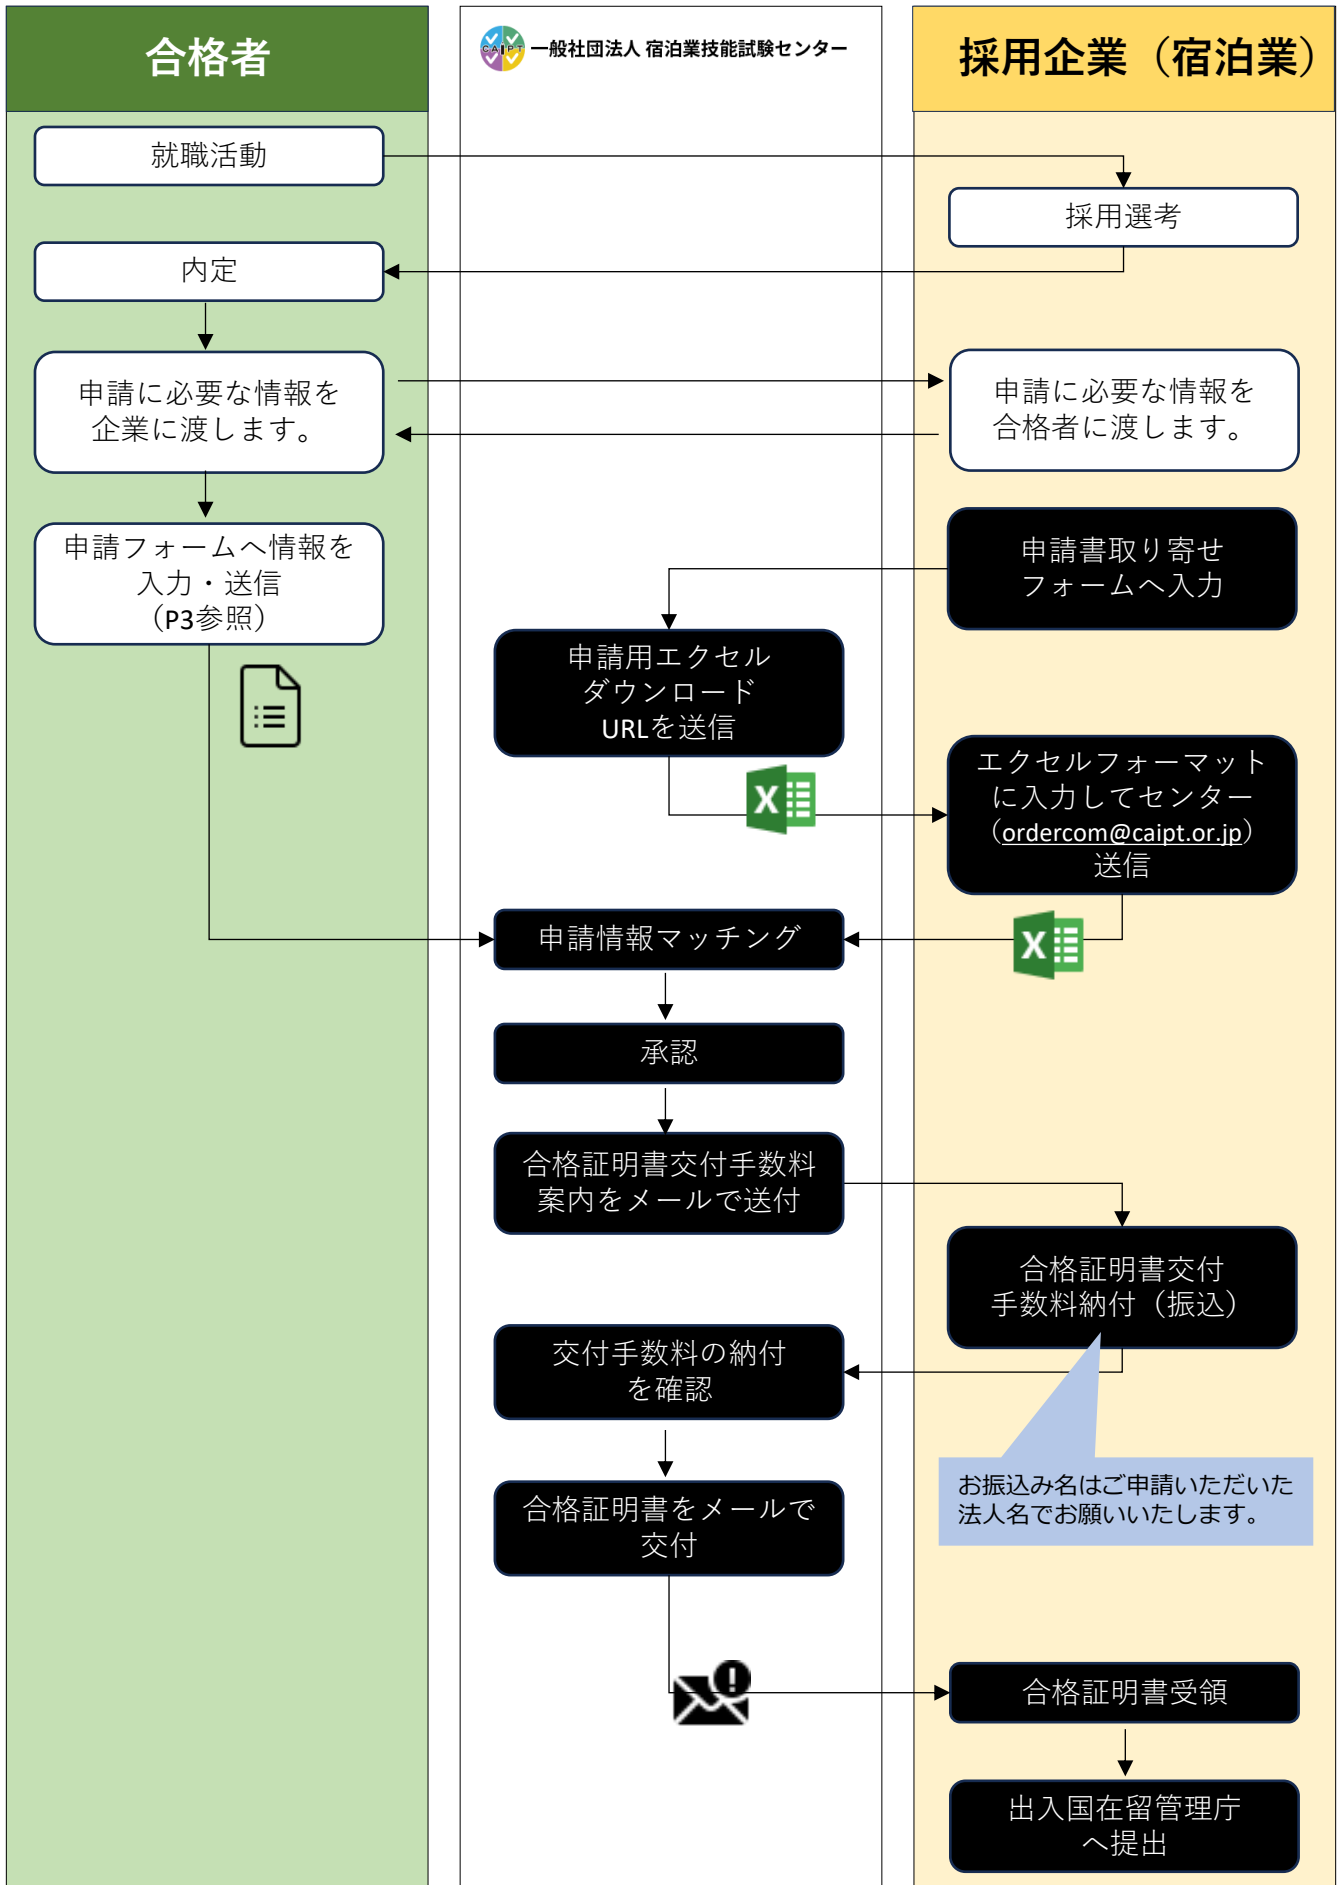 合格者
CAIPT
一般社団法人 宿泊業技能試験センター
採用企業（宿泊業）
就職活動
採用選考
内定
申請に必要な情報を
企業に渡します。
申請に必要な情報を
合格者に渡します。
申請フォームへ情報を
入力・送信
（P3参照）
申請書取り寄せ
フォームへ入力
申請用エクセル
ダウンロード
URLを送信
X
エクセルフォーマット
に入力してセンター
（ordercom@caipt.or.jp）
送信
申請情報マッチング
X
承認
合格証明書交付手数料
案内をメールで送付
合格証明書交付
手数料納付（振込）
交付手数料の納付
を確認
お振込み名はご申請いただいた
法人名でお願いいたします。
合格証明書をメールで
交付
合格証明書受領
出入国在留管理庁
へ提出